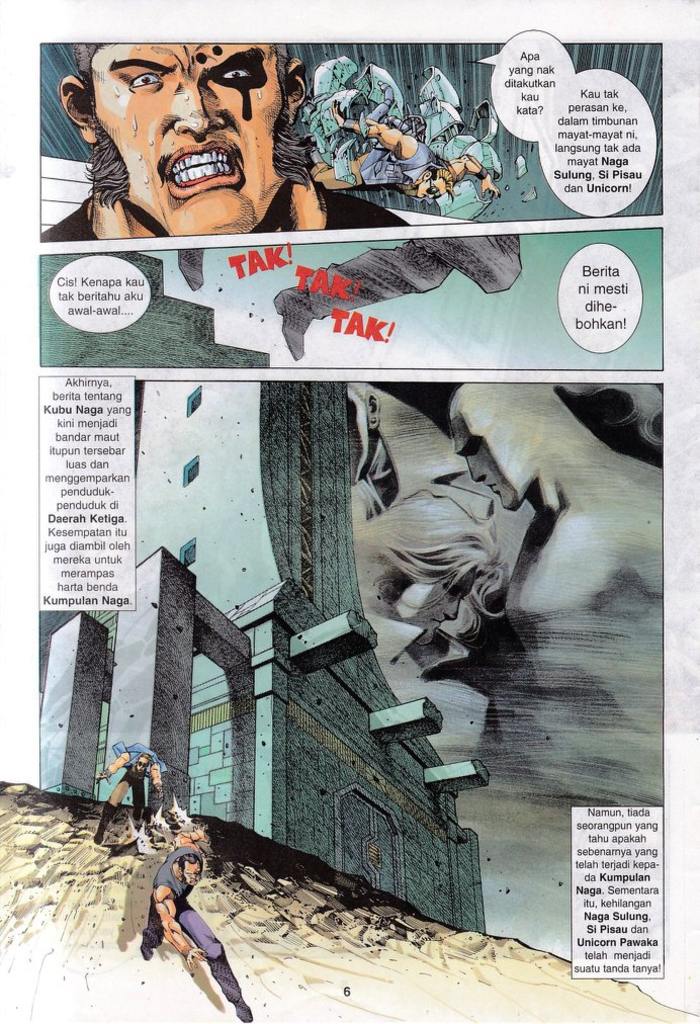 Apa
yang nak
ditakutkan
kau
kata?
Kau tak
perasan ke,
dalam timbunan
mayat-mayat ni,
langsung tak ada
mayat Naga
Sulung, Si Pisau
dan Unicorn!
Cis! Kenapa kau
tak beritahu aku
awal-awal....
TAK!
TAK!
TAK!
Berita
ni mesti
dihe-
bohkan!
Akhirnya,
berita tentang
Kubu Naga yang
kini menjadi
bandar maut
itupun tersebar
luas dan
menggemparkan
penduduk-
penduduk di
Daerah Ketiga.
Kesempatan itu
juga diambil oleh
mereka untuk
merampas
harta benda
Kumpulan Naga.
Namun, tiada
seorangpun yang
tahu apakah
sebenarnya yang
telah terjadi kepa-
da Kumpulan
Naga. Sementara
itu, kehilangan
Naga Sulung,
Si Pisau dan
Unicorn Pawaka
telah menjadi
suatu tanda tanya!
6